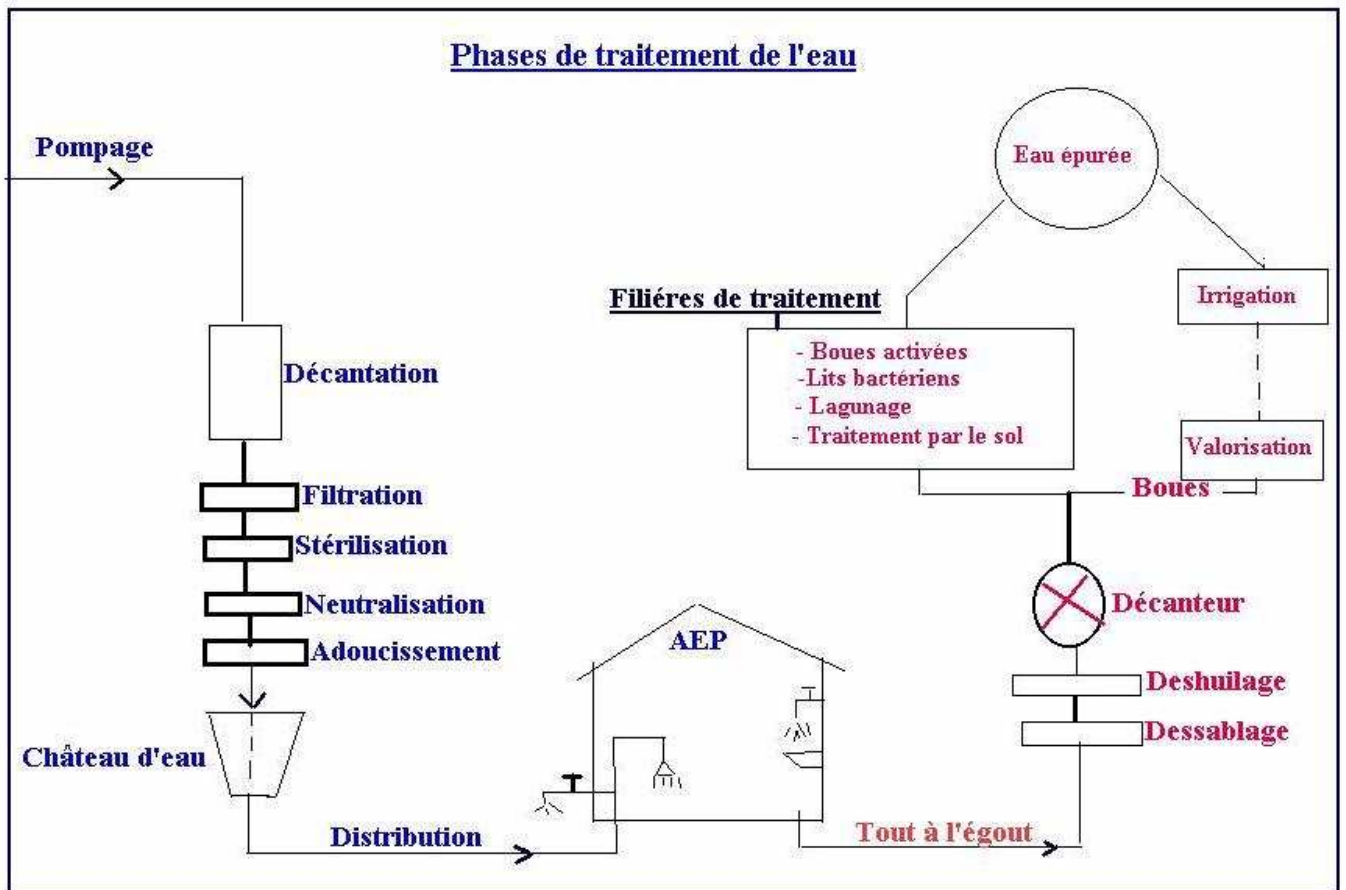 Phases de traitement de l'eau
Pompage
Décantation
Filtration
Stérilisation
Neutralisation
Adoucissement
Château d'eau
Distribution
AEP
Tout à l'égout
Dessablage
Deshuilage
Décanteur
Boues
Valorisation
Irrigation
Filiéres de traitement
- Boues activées
-Lits bactériens
- Lagunage
- Traitement par le sol
Eau épurée